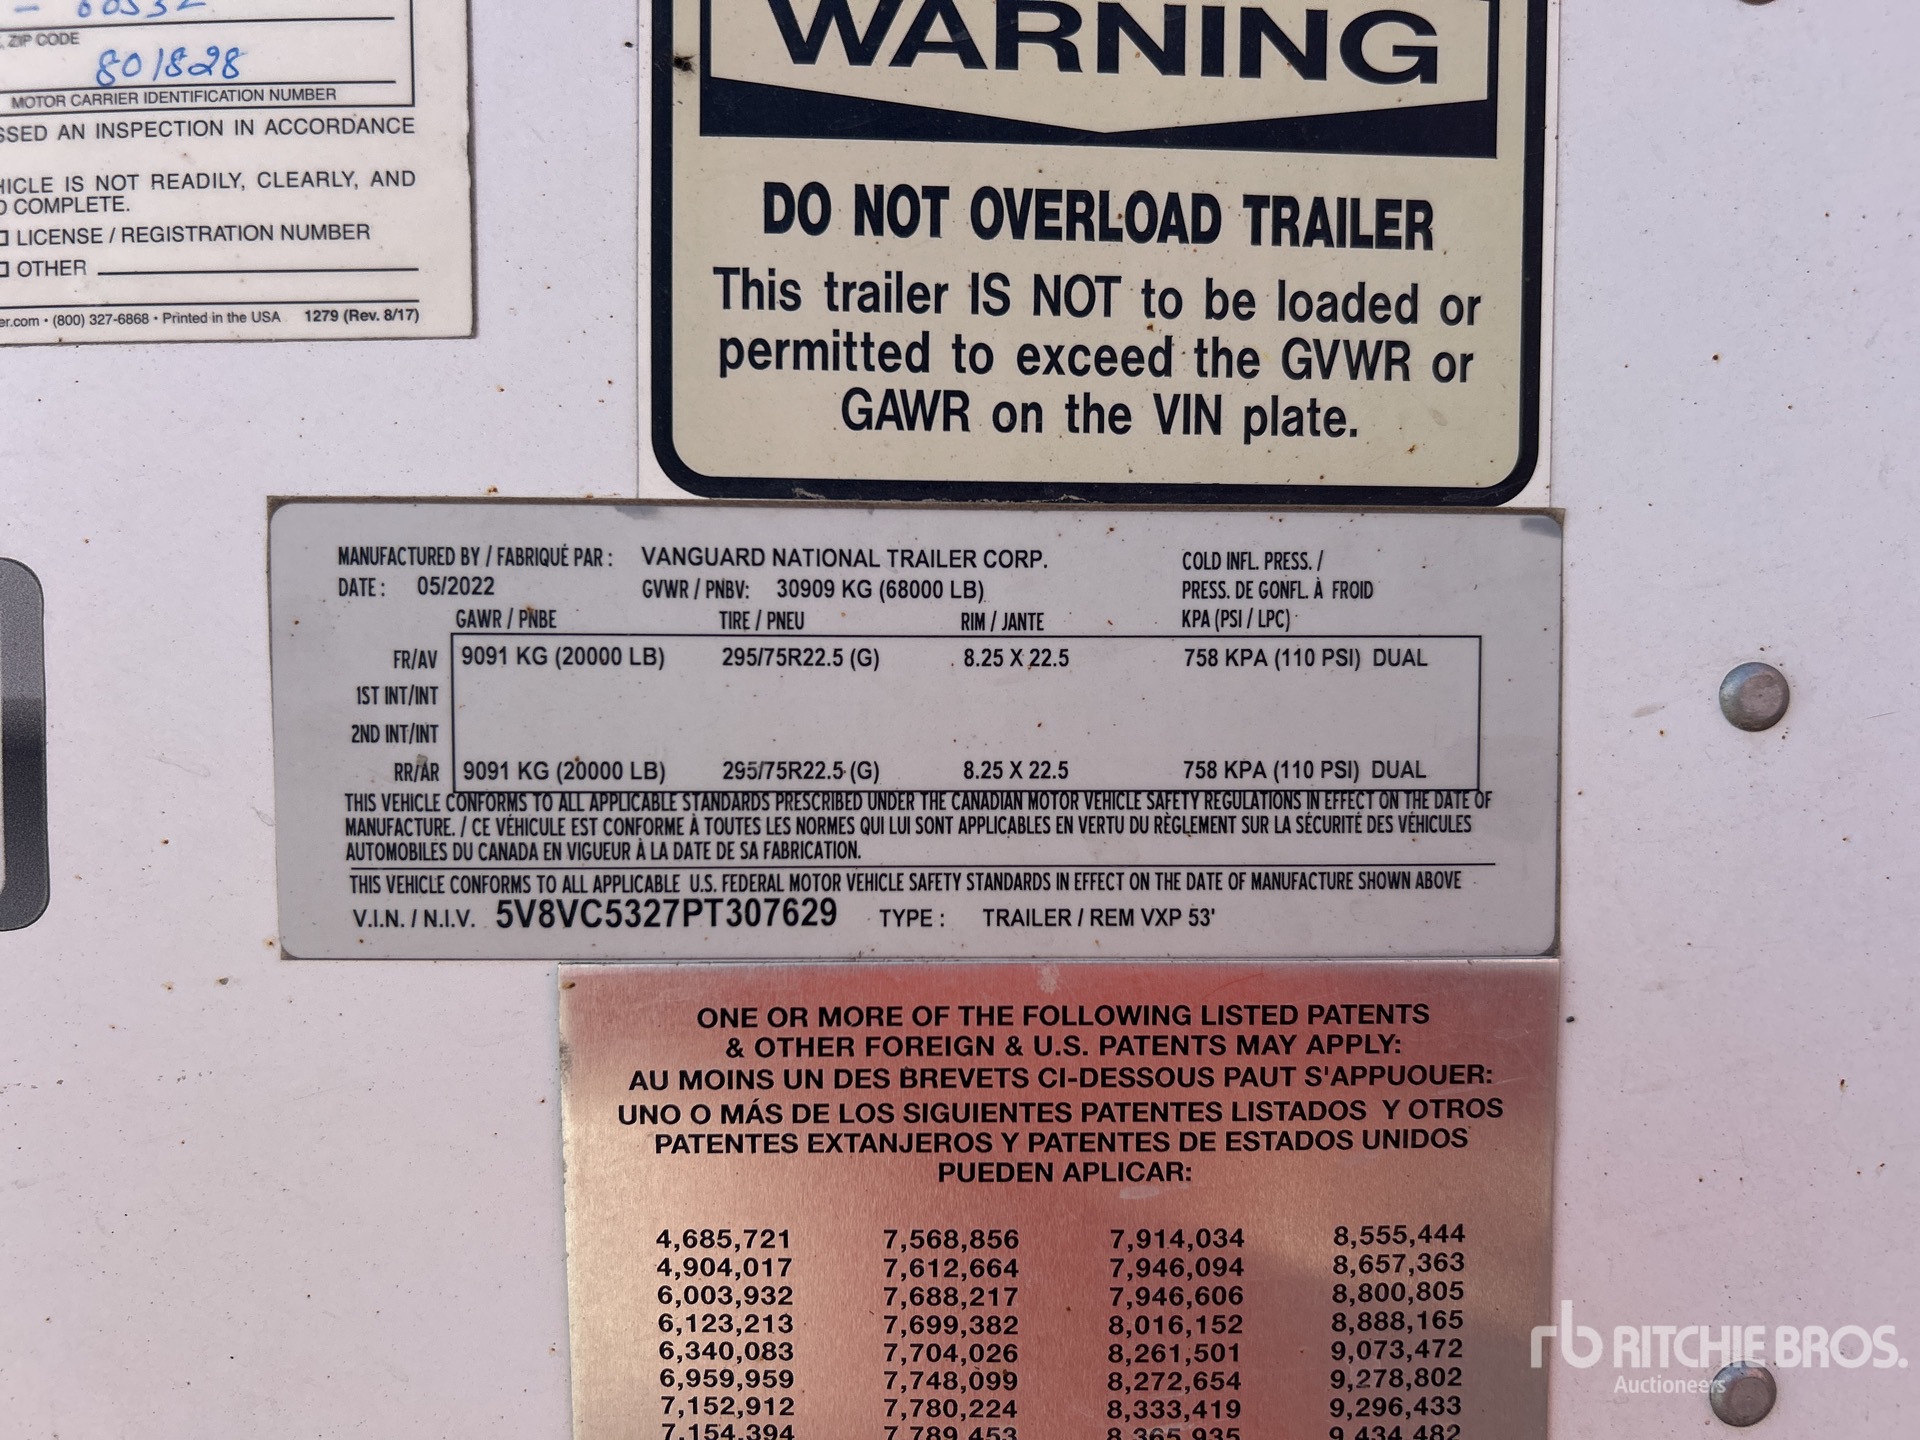 ZIP CODE
801828
MOTOR CARRIER IDENTIFICATION NUMBER
AN INSPECTION IN ACCORDANCE
IS NOT READILY, CLEARLY, AND
COMPLETE.
LICENSE / REGISTRATION NUMBER
OTHER
(800) 327-6868 • Printed in the USA 1279 (Rev. 8/17)
WARNING
DO NOT OVERLOAD TRAILER
This trailer IS NOT to be loaded or
permitted to exceed the GVWR or
GAWR on the VIN plate.
MANUFACTURED BY / FABRIQUÉ PAR : VANGUARD NATIONAL TRAILER CORP. COLD INFL. PRESS. /
DATE : 05/2022 GVWR / PNBV: 30909 KG (68000 LB) PRESS. DE GONFL. À FROID
GAWR / PNBE TIRE / PNEU RIM / JANTE KPA (PSI / LPC)
FR/AV 9091 KG (20000 LB) 295/75R22.5 (G) 8.25 X 22.5 758 KPA (110 PSI) DUAL
1ST INT/INT
2ND INT/INT
RR/AR 9091 KG (20000 LB) 295/75R22.5 (G) 8.25 X 22.5 758 KPA (110 PSI) DUAL
THIS VEHICLE CONFORMS TO ALL APPLICABLE STANDARDS PRESCRIBED UNDER THE CANADIAN MOTOR VEHICLE SAFETY REGULATIONS IN EFFECT ON THE DATE OF
MANUFACTURE. / CE VÉHICULE EST CONFORME À TOUTES LES NORMES QUI LUI SONT APPLICABLES EN VERTU DU RÈGLEMENT SUR LA SÉCURITÉ DES VÉHICULES
AUTOMOBILES DU CANADA EN VIGUEUR À LA DATE DE SA FABRICATION.
THIS VEHICLE CONFORMS TO ALL APPLICABLE U.S. FEDERAL MOTOR VEHICLE SAFETY STANDARDS IN EFFECT ON THE DATE OF MANUFACTURE SHOWN ABOVE
V.I.N. / N.I.V. 5V8VC5327PT307629 TYPE : TRAILER / REM VXP 53'
ONE OR MORE OF THE FOLLOWING LISTED PATENTS
& OTHER FOREIGN & U.S. PATENTS MAY APPLY:
AU MOINS UN DES BREVETS CI-DESSOUS PAUT S'APPUOUER:
UNO O MÁS DE LOS SIGUIENTES PATENTES LISTADOS Y OTROS
PATENTES EXTANJEROS Y PATENTES DE ESTADOS UNIDOS
PUEDEN APLICAR:
4,685,721 7,568,856 7,914,034 8,555,444
4,904,017 7,612,664 7,946,094 8,657,363
6,003,932 7,688,217 7,946,606 8,800,805
6,123,213 7,699,382 8,016,152 8,888,165
6,340,083 7,704,026 8,261,501 9,073,472
6,959,959 7,748,099 8,272,654 9,278,802
7,152,912 7,780,224 8,333,419 9,296,433
7,154,394 7,789,453 8,365,935 9,434,482
rb RITCHIE BROS.
Auctioneers